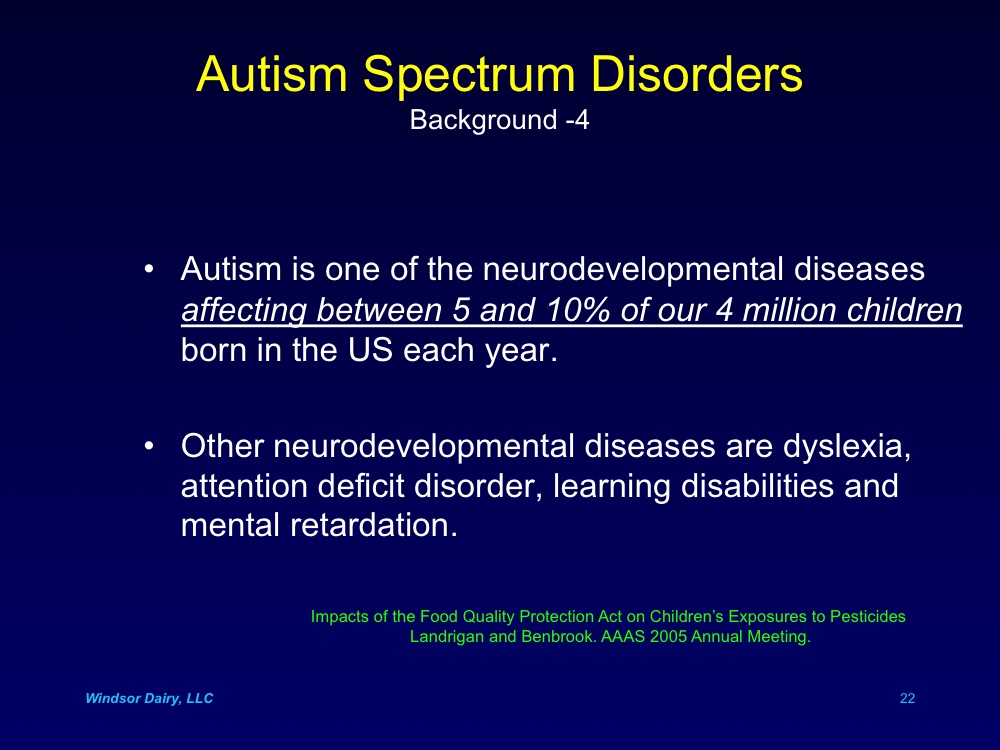 Autism Spectrum Disorders
Background -4
• Autism is one of the neurodevelopmental diseases
affecting between 5 and 10% of our 4 million children
born in the US each year.
• Other neurodevelopmental diseases are dyslexia,
attention deficit disorder, learning disabilities and
mental retardation.
Impacts of the Food Quality Protection Act on Children’s Exposures to Pesticides
Landrigan and Benbrook. AAAS 2005 Annual Meeting.
Windsor Dairy, LLC
22